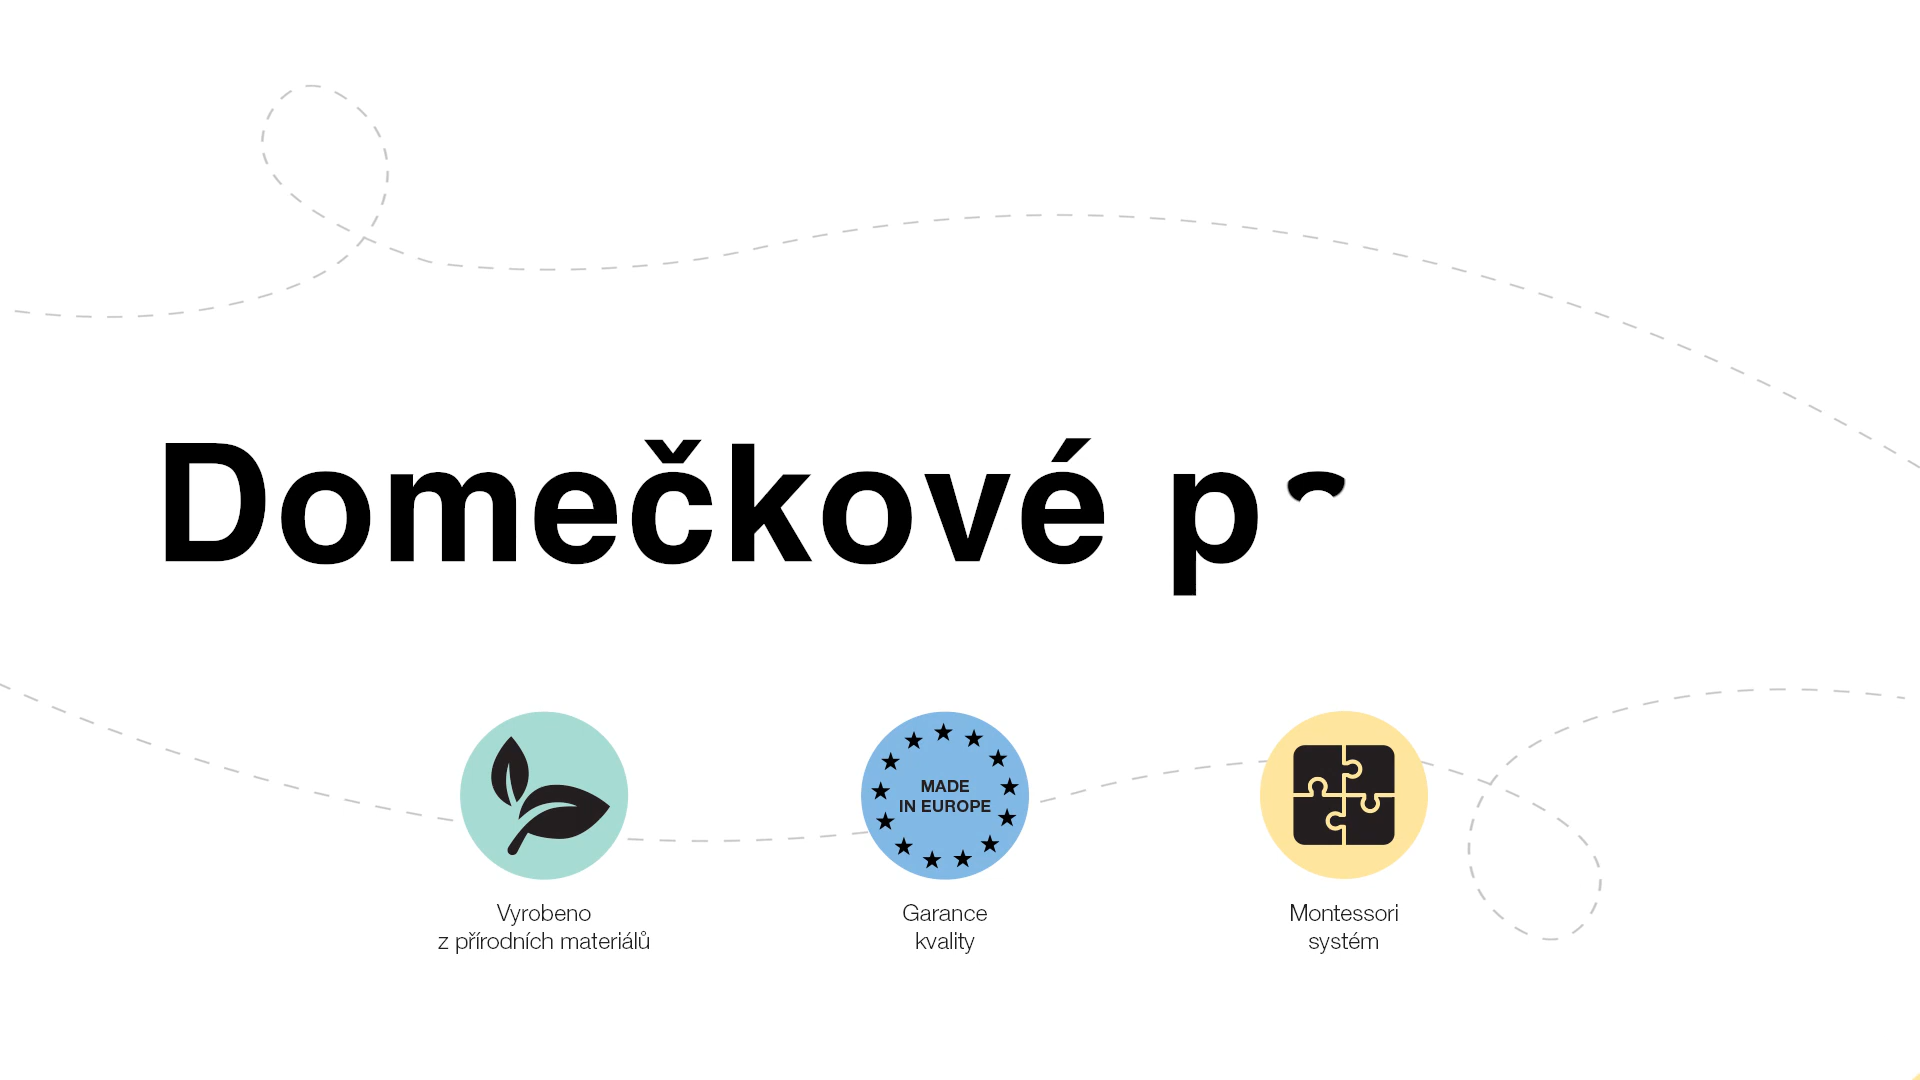 Domečkové p
MADE
IN EUROPE
Vyrobeno
z přírodních materiálů
Garance
kvality
Montessori
systém